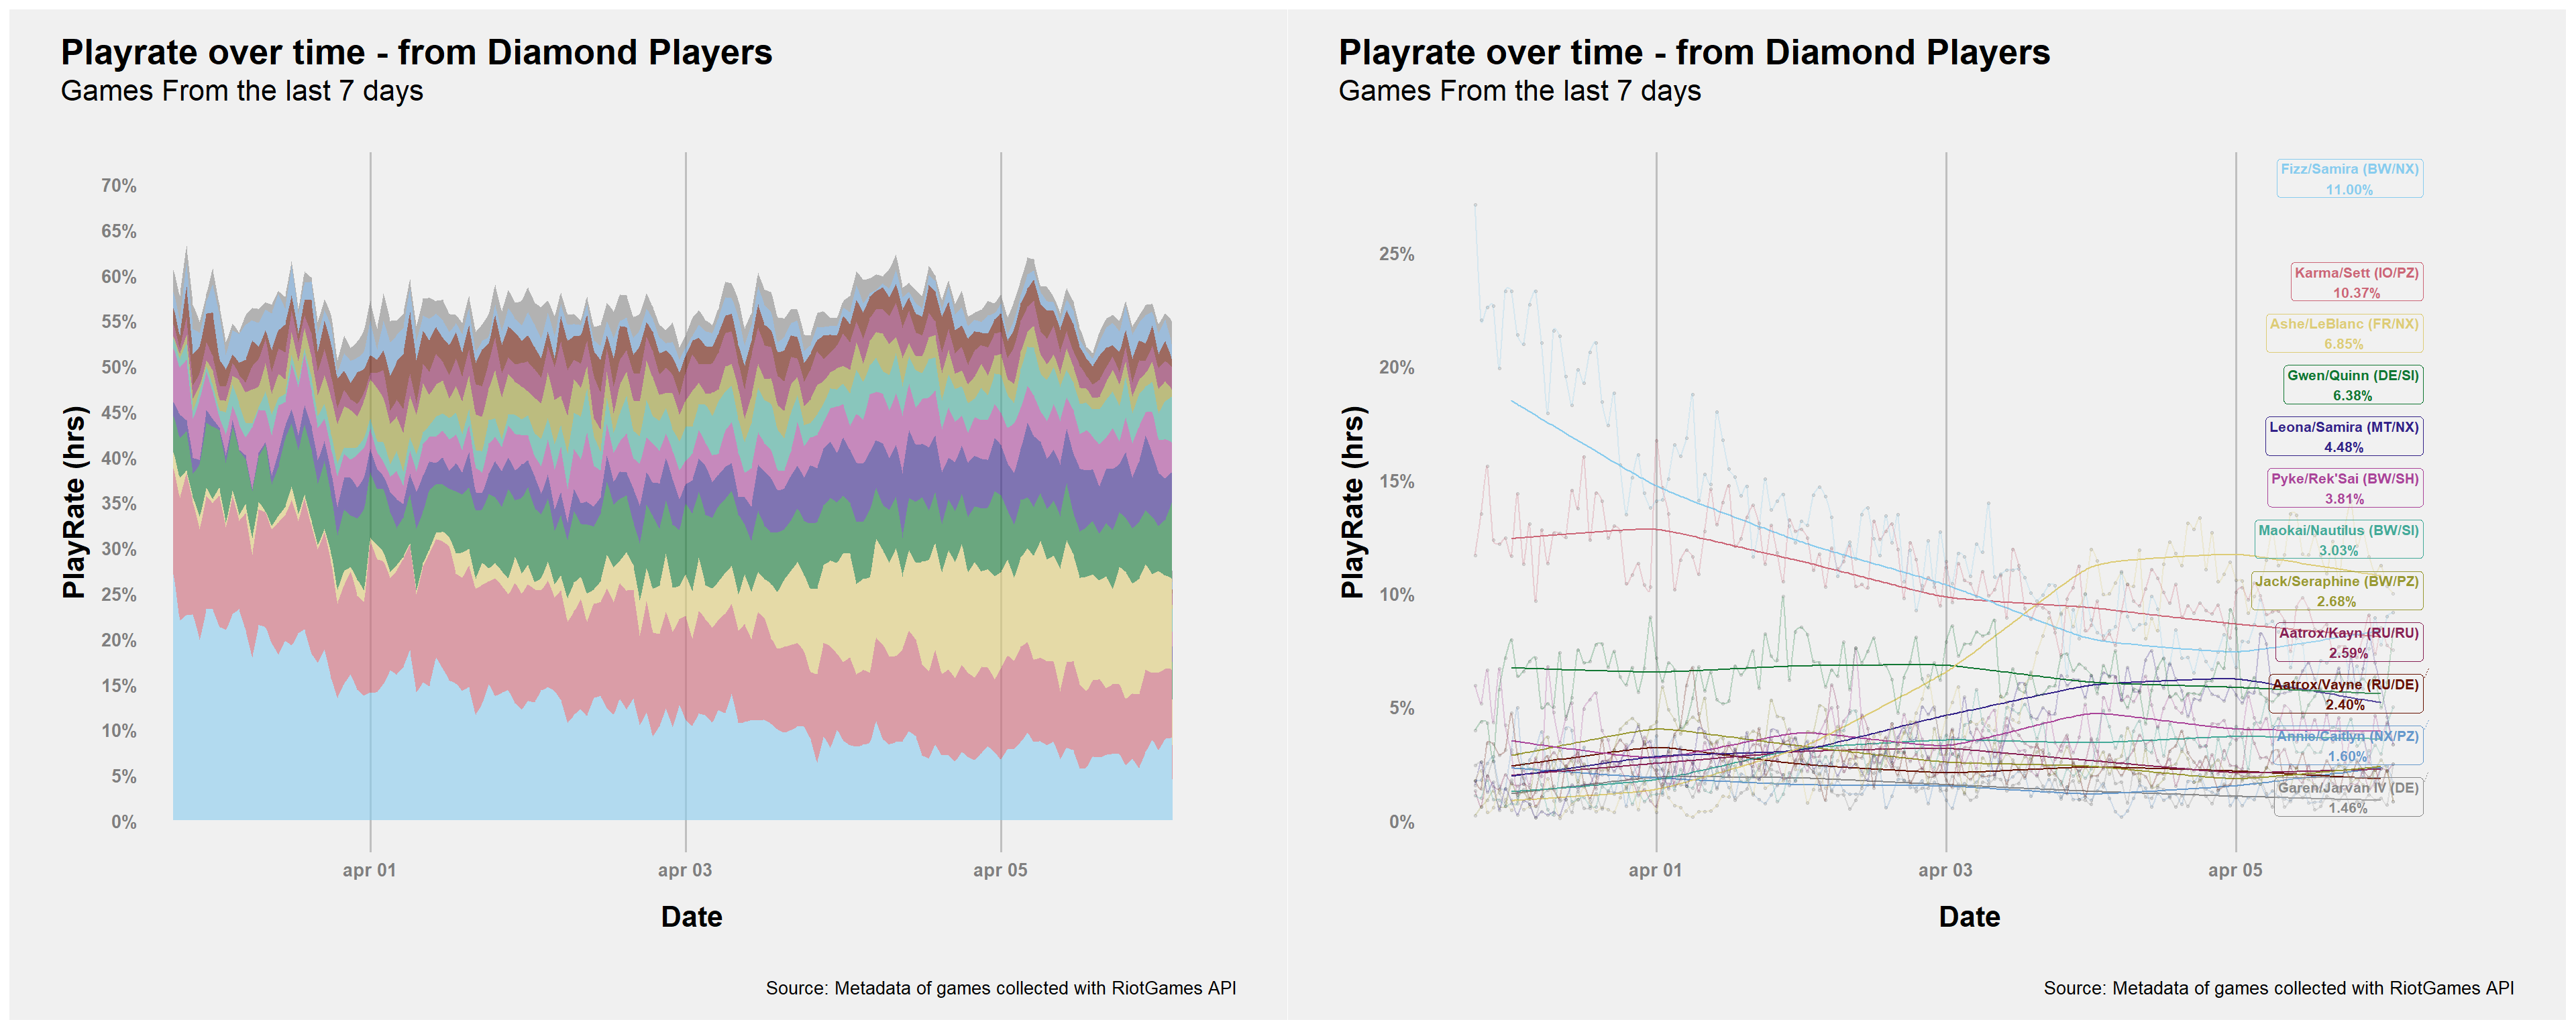 Playrate over time - from Diamond Players
Games From the last 7 days
70%
65%
60%
55%
50%
45%
40%
35%
30%
25%
20%
15%
10%
5%
0%
PlayRate (hrs)
apr 01
apr 03
apr 05
Date
Source: Metadata of games collected with RiotGames API
Playrate over time - from Diamond Players
Games From the last 7 days
25%
20%
15%
10%
5%
0%
PlayRate (hrs)
Fizz/Samira (BW/NX)
11.00%
Karma/Sett (IO/PZ)
10.37%
Ashe/LeBlanc (FR/NX)
6.85%
Gwen/Quinn (DE/SI)
6.38%
Leona/Samira (MT/NX)
4.48%
Pyke/Rek'Sai (BW/SH)
3.81%
Maokai/Nautilus (BW/SI)
3.03%
Jack/Seraphine (BW/PZ)
2.68%
Aatrox/Kayn (RU/RU)
2.59%
Aatrox/Vayne (RU/DE)
2.40%
Annie/Caitlyn (NX/PZ)
1.60%
Garen/Jarvan IV (DE)
1.46%
apr 01
apr 03
apr 05
Date
Source: Metadata of games collected with RiotGames API